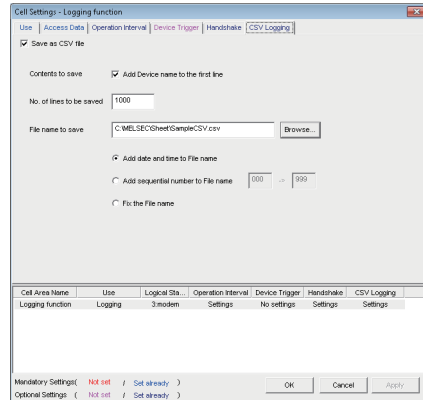 Cell Settings - Logging function
Use Access Data Operation Interval Device Trigger Handshake CSV Logging
Save as CSV file
Contents to save Add Device name to the first line
No. of lines to be saved 1000
File name to save C:\MELSEC\Sheet\SampleCSV.csv Browse...
Add date and time to File name
Add sequential number to File name 000 -> 999
Fix the File name
Cell Area Name Use Logical Sta... Operation Interval Device Trigger Handshake CSV Logging
Logging function Logging 3:modem Settings No settings Settings Settings
Mandatory Settings( Not set / Set already )
Optional Settings ( Not set / Set already )
OK Cancel Apply